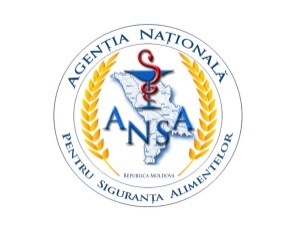 AGENȚIA NAȚIONALĂ
ANSA
REPUBLICA MOLDOVA
PENTRU SIGURANȚA ALIMENTELOR